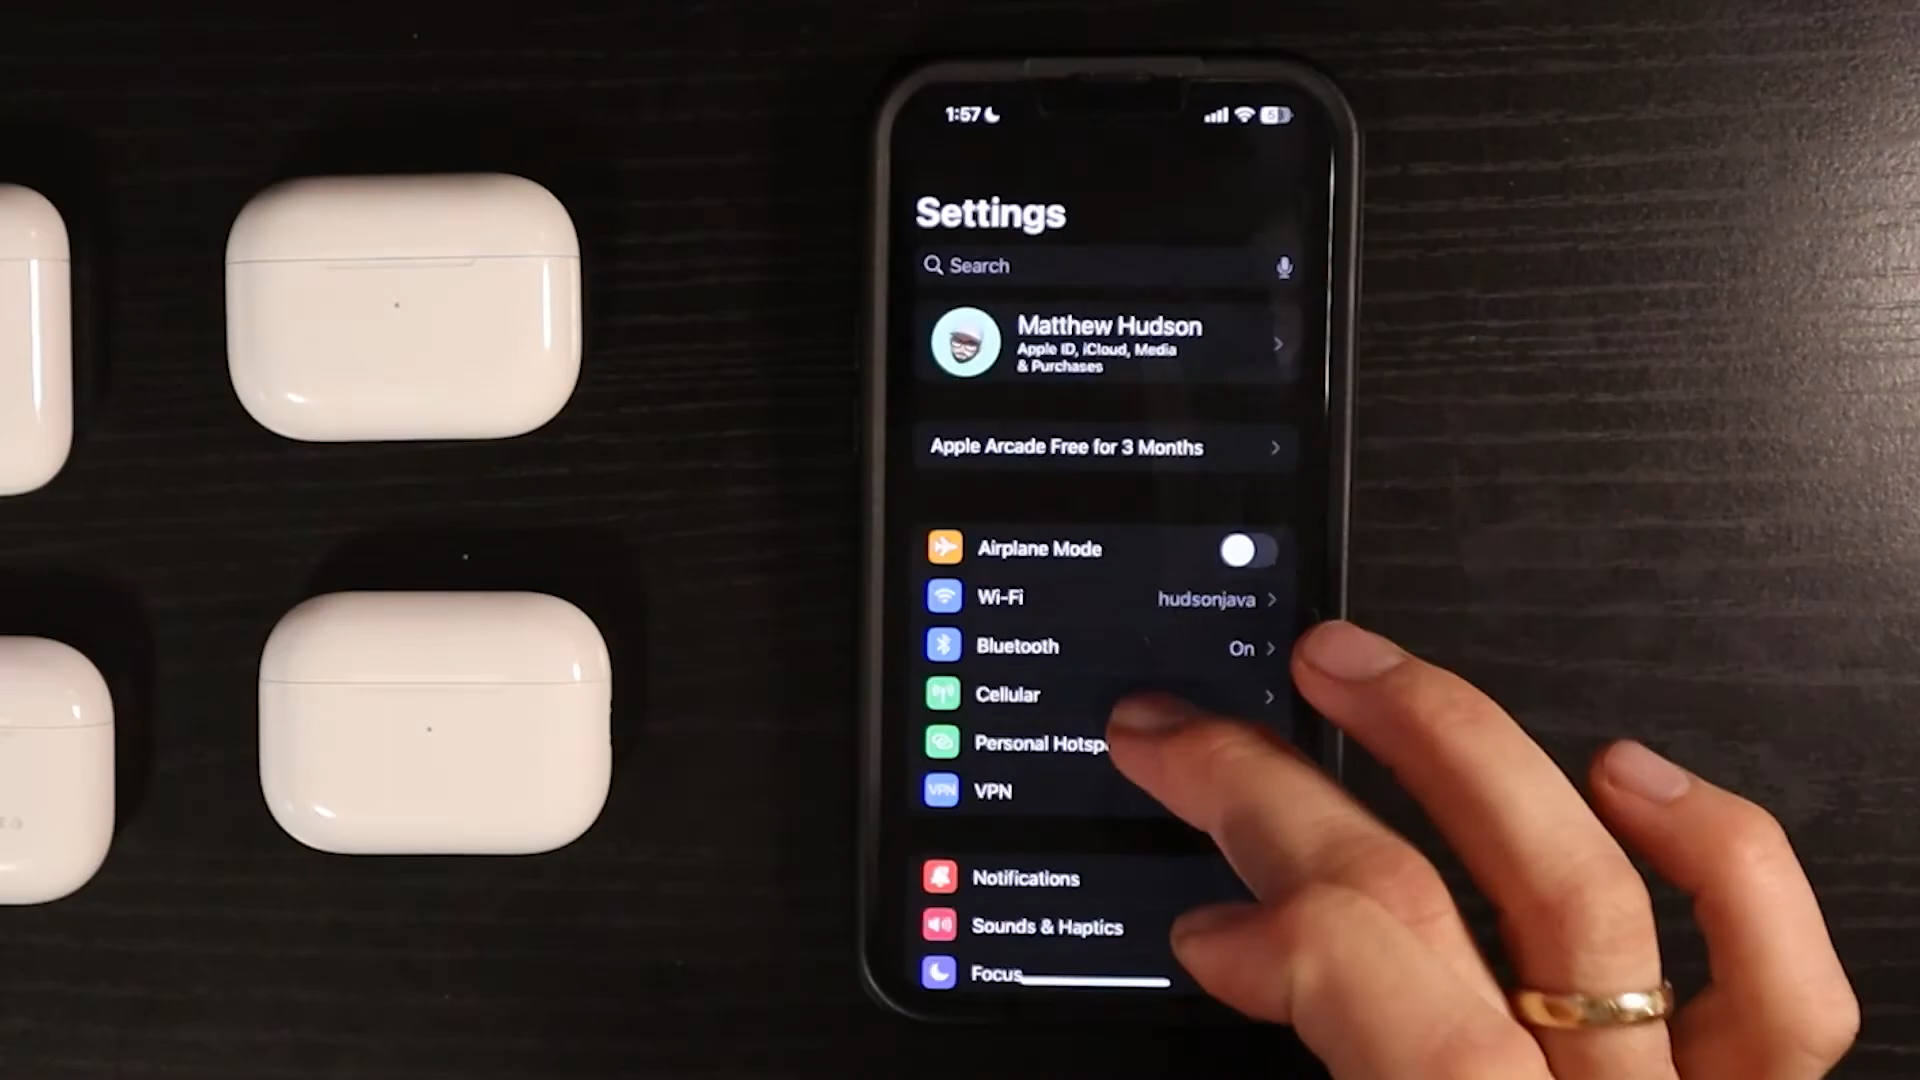 1:57
Settings
Search
Matthew Hudson
Apple ID, iCloud, Media
& Purchases
Apple Arcade Free for 3 Months
Airplane Mode
Wi-Fi hudsonjava
Bluetooth On
Cellular
Personal
VPN VPN
Notifications
Sounds & Haptics
Focus